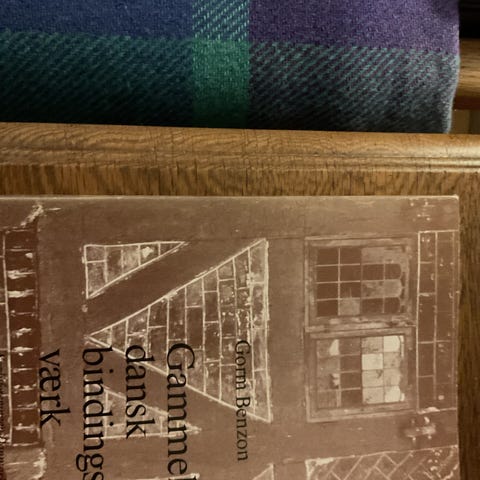 Gorm Benzon
Gammel
dansk
bindings
værk